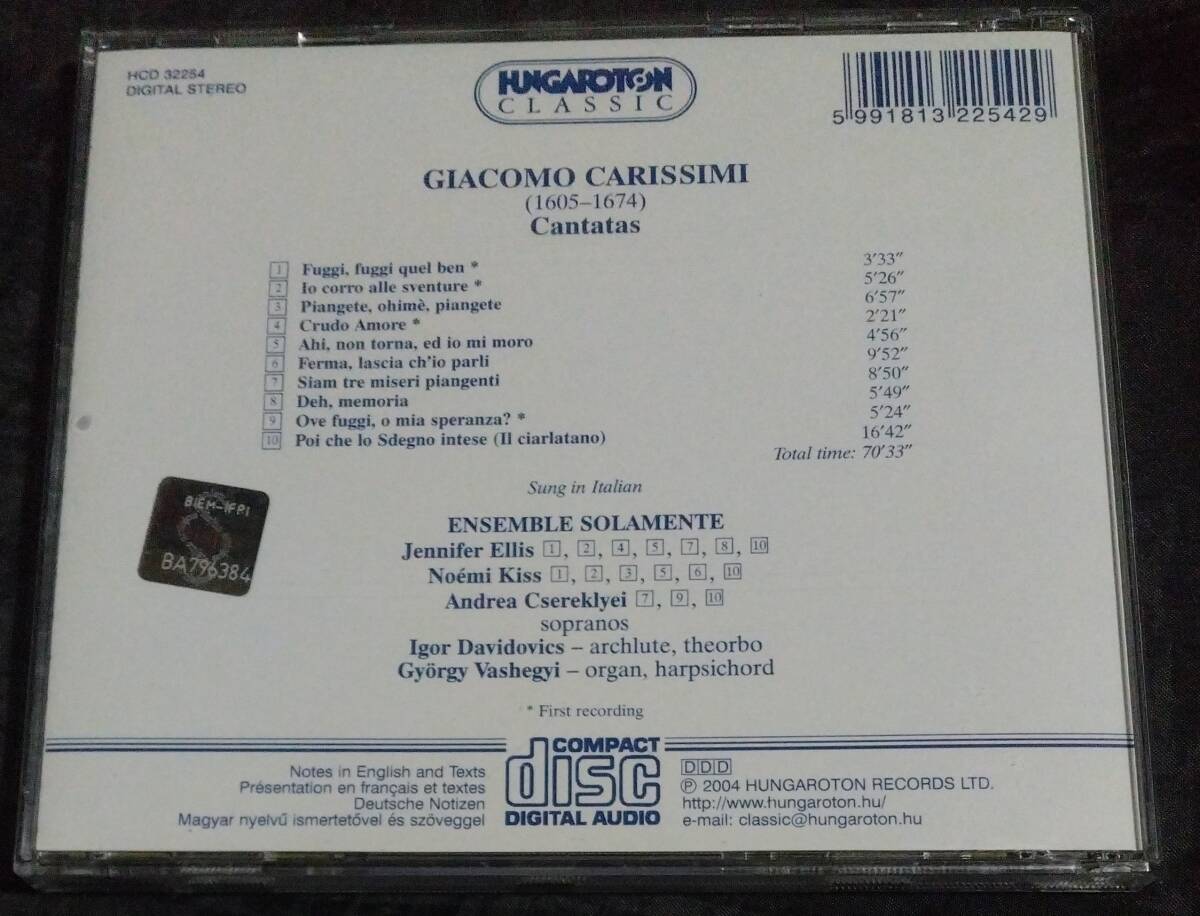 HCD 32254
DIGITAL STEREO
HUNGAROTON
CLASSIC
5 991813 225429
GIACOMO CARISSIMI
(1605–1674)
Cantatas
1 Fuggi, fuggi quel ben * 3′33″
2 Io corro alle sventure * 5′26″
3 Piangete, ohimè, piangete 6′57″
4 Crudo Amore * 2′21″
5 Ahi, non torna, ed io mi moro 4′56″
6 Ferma, lascia ch'io parli 9′52″
7 Siam tre miseri piangenti 8′50″
8 Deh, memoria 5′49″
9 Ove fuggi, o mia speranza? * 5′24″
10 Poi che lo Sdegno intese (Il ciarlatano) 16′42″
Total time: 70′33″
Sung in Italian
BIEM-IFPI
BA796384
ENSEMBLE SOLAMENTE
Jennifer Ellis 1, 2, 4, 5, 7, 8, 10
Noémi Kiss 1, 2, 3, 5, 6, 10
Andrea Csereklyei 7, 9, 10
sopranos
Igor Davidovics – archlute, theorbo
György Vashegyi – organ, harpsichord
* First recording
Notes in English and Texts
Présentation en français et textes
Deutsche Notizen
Magyar nyelvű ismertetővel és szöveggel
COMPACT
disc
DIGITAL AUDIO
DDD
℗ 2004 HUNGAROTON RECORDS LTD.
http://www.hungaroton.hu/
e-mail: classic@hungaroton.hu